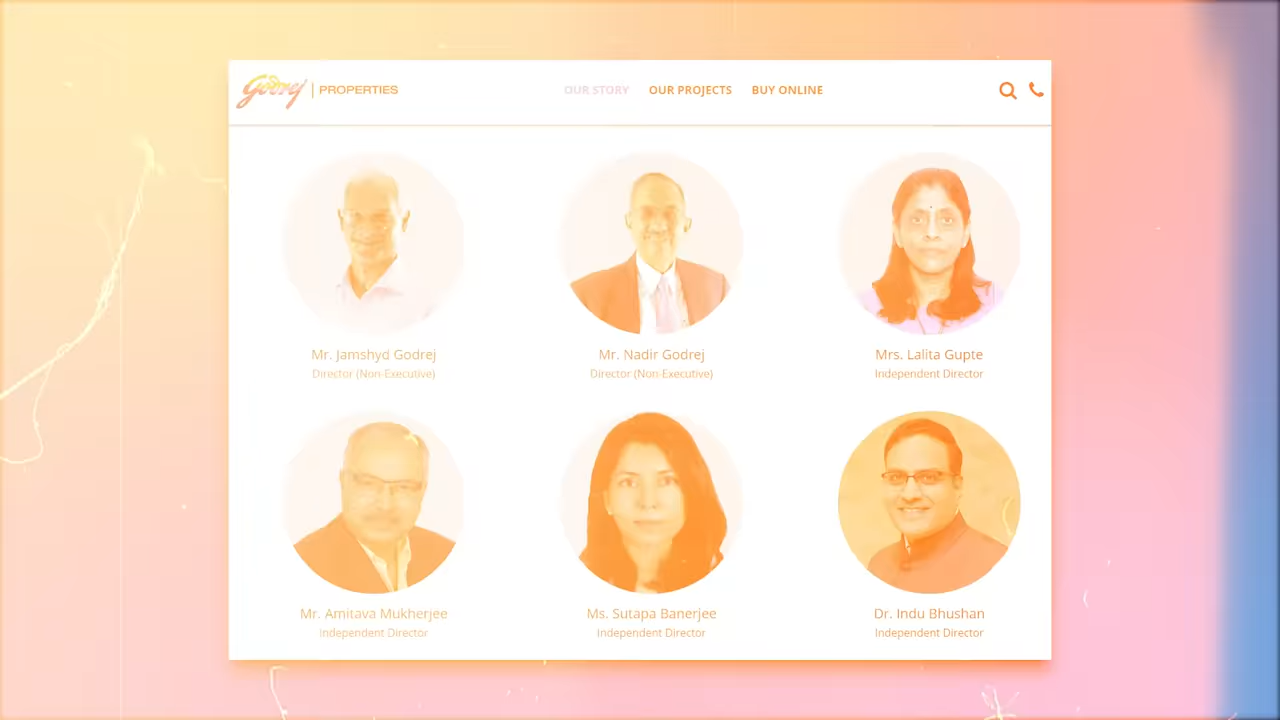 Godrej | PROPERTIES
OUR STORY OUR PROJECTS BUY ONLINE
Mr. Jamshyd Godrej Mr. Nadir Godrej Mrs. Lalita Gupte
Director (Non-Executive) Director (Non-Executive) Independent Director
Mr. Amitava Mukherjee Ms. Sutapa Banerjee Dr. Indu Bhushan
Independent Director Independent Director Independent Director